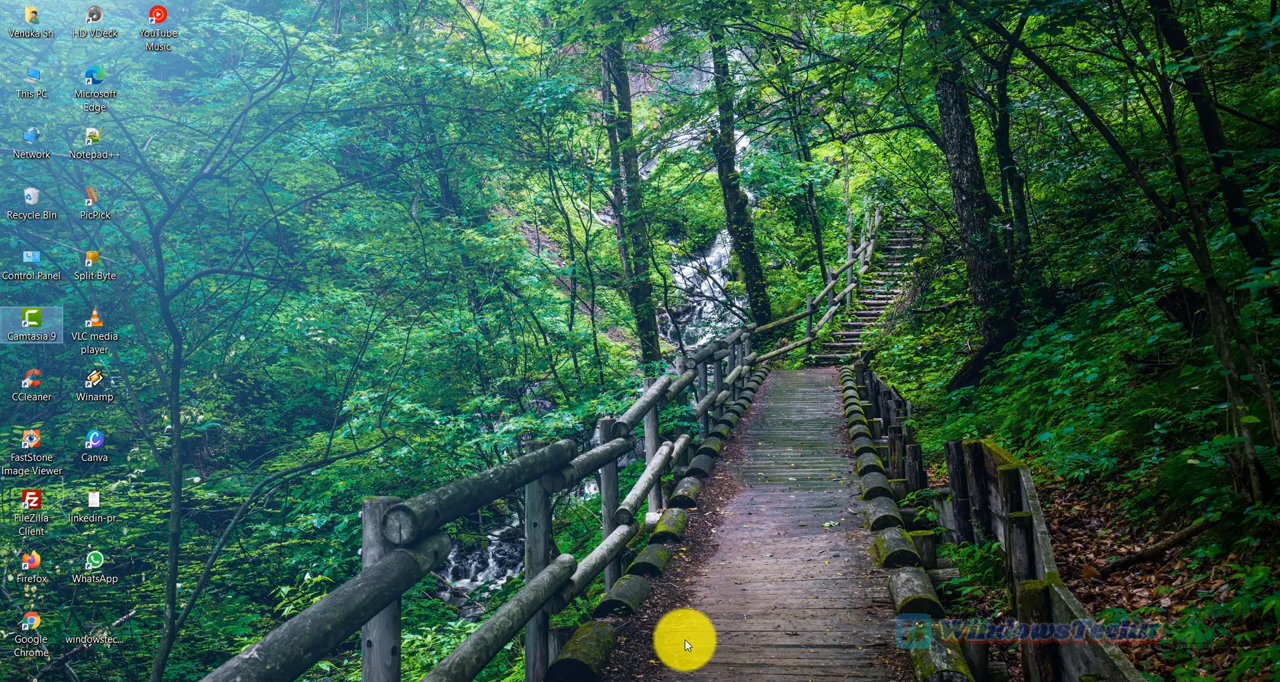 Venuka Sri
HD VDeck
YouTube
Music
This PC
Microsoft
Edge
Network
Notepad++
Recycle Bin
PicPick
Control Panel
Split Byte
Camtasia 9
VLC media
player
CCleaner
Winamp
FastStone
Image Viewer
Canva
FileZilla
Client
linkedin-pr...
Firefox
WhatsApp
Google
Chrome
windowstec...